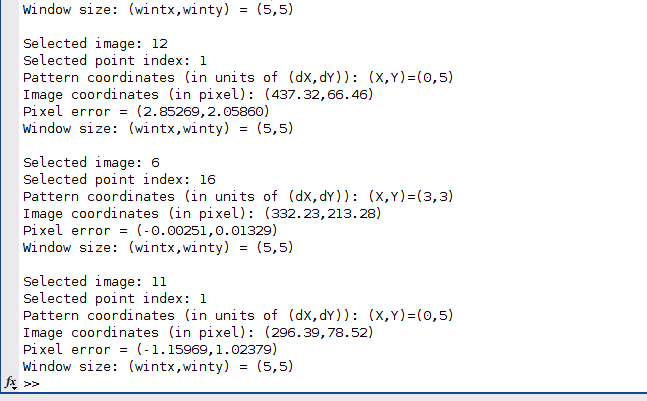 Window size: (wintx,winty) = (5,5)
Selected image: 12
Selected point index: 1
Pattern coordinates (in units of (dX,dY)): (X,Y)=(0,5)
Image coordinates (in pixel): (437.32,66.46)
Pixel error = (2.85269,2.05860)
Window size: (wintx,winty) = (5,5)
Selected image: 6
Selected point index: 16
Pattern coordinates (in units of (dX,dY)): (X,Y)=(3,3)
Image coordinates (in pixel): (332.23,213.28)
Pixel error = (-0.00251,0.01329)
Window size: (wintx,winty) = (5,5)
Selected image: 11
Selected point index: 1
Pattern coordinates (in units of (dX,dY)): (X,Y)=(0,5)
Image coordinates (in pixel): (296.39,78.52)
Pixel error = (-1.15969,1.02379)
Window size: (wintx,winty) = (5,5)
fx >>